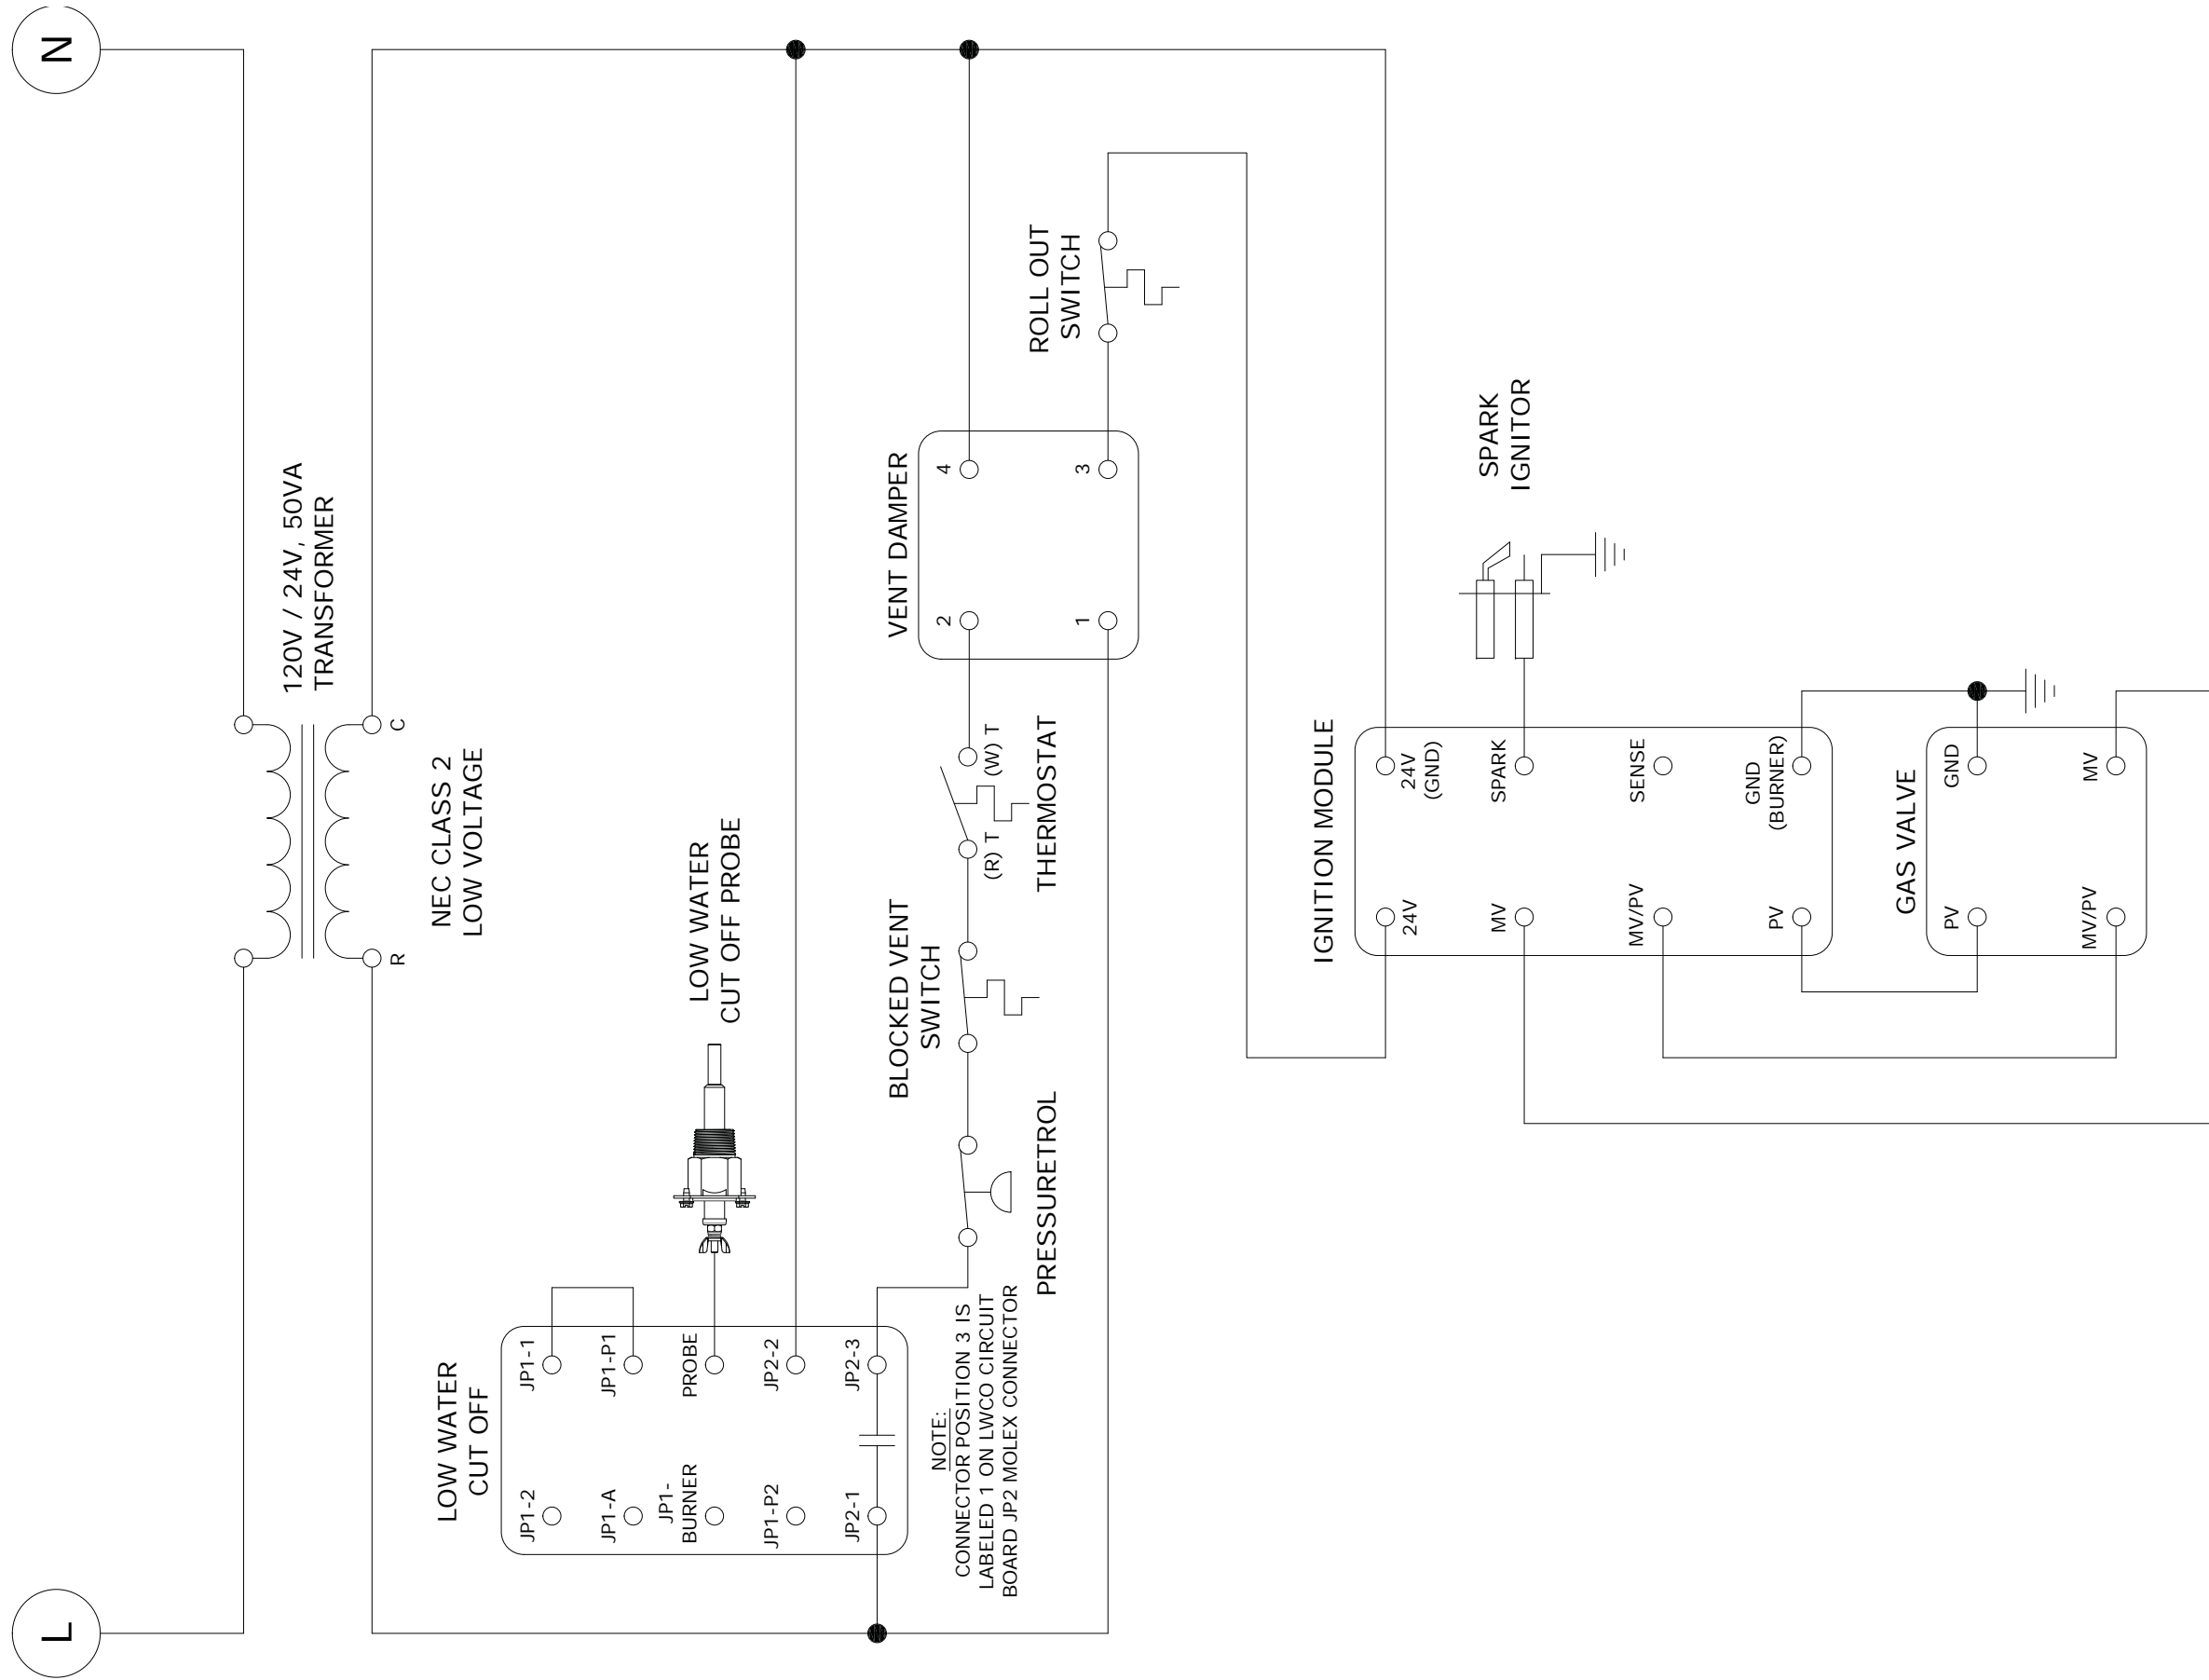 L
N
120V / 24V, 50VA
TRANSFORMER
R
C
NEC CLASS 2
LOW VOLTAGE
LOW WATER
CUT OFF
JP1-2
JP1-1
JP1-A
JP1-P1
JP1-
BURNER
PROBE
JP1-P2
JP2-2
JP2-1
JP2-3
LOW WATER
CUT OFF PROBE
NOTE:
CONNECTOR POSITION 3 IS
LABELED 1 ON LWCO CIRCUIT
BOARD JP2 MOLEX CONNECTOR
PRESSURETROL
BLOCKED VENT
SWITCH
(R) T
(W) T
THERMOSTAT
VENT DAMPER
2
4
1
3
ROLL OUT
SWITCH
IGNITION MODULE
24V
24V
(GND)
MV
SPARK
MV/PV
SENSE
PV
GND
(BURNER)
SPARK
IGNITOR
GAS VALVE
PV
GND
MV/PV
MV